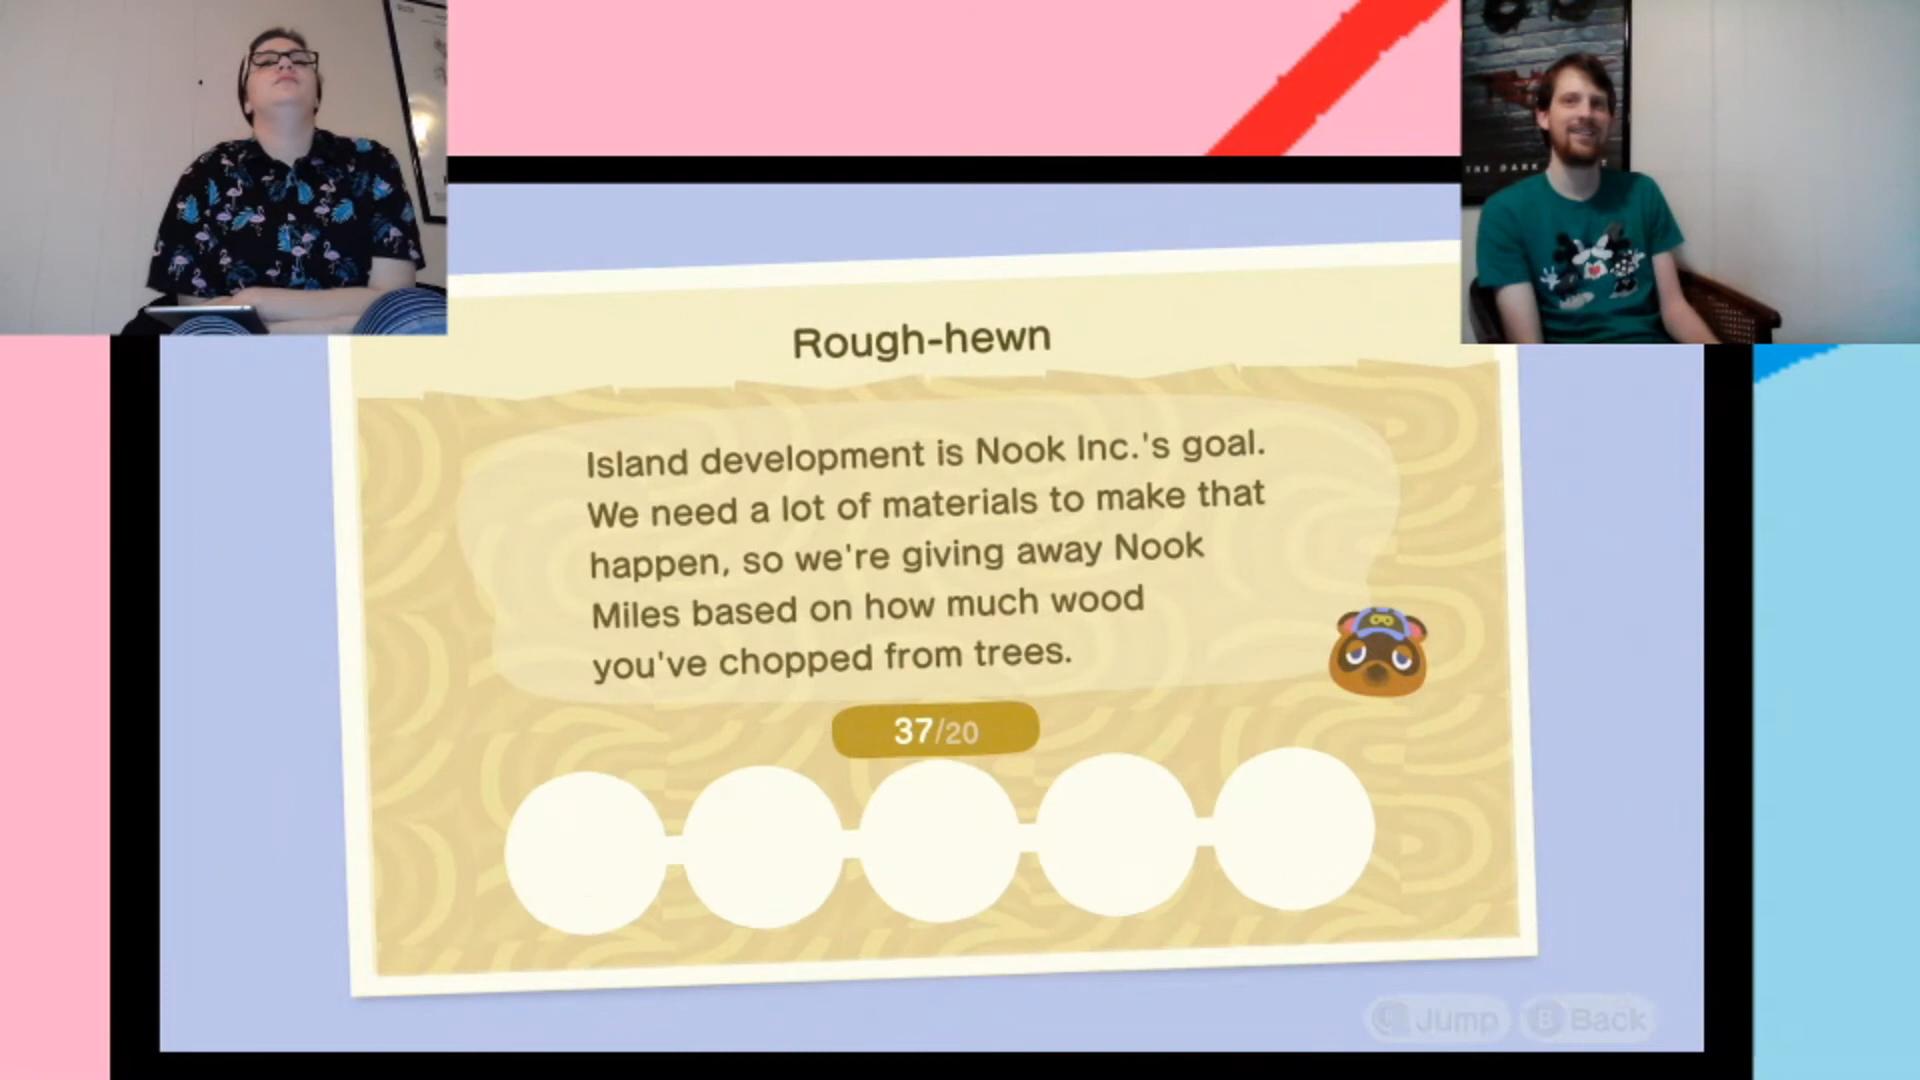 THE DARK
Rough-hewn
Island development is Nook Inc.'s goal.
We need a lot of materials to make that
happen, so we're giving away Nook
Miles based on how much wood
you've chopped from trees.
37/20
Jump
B Back